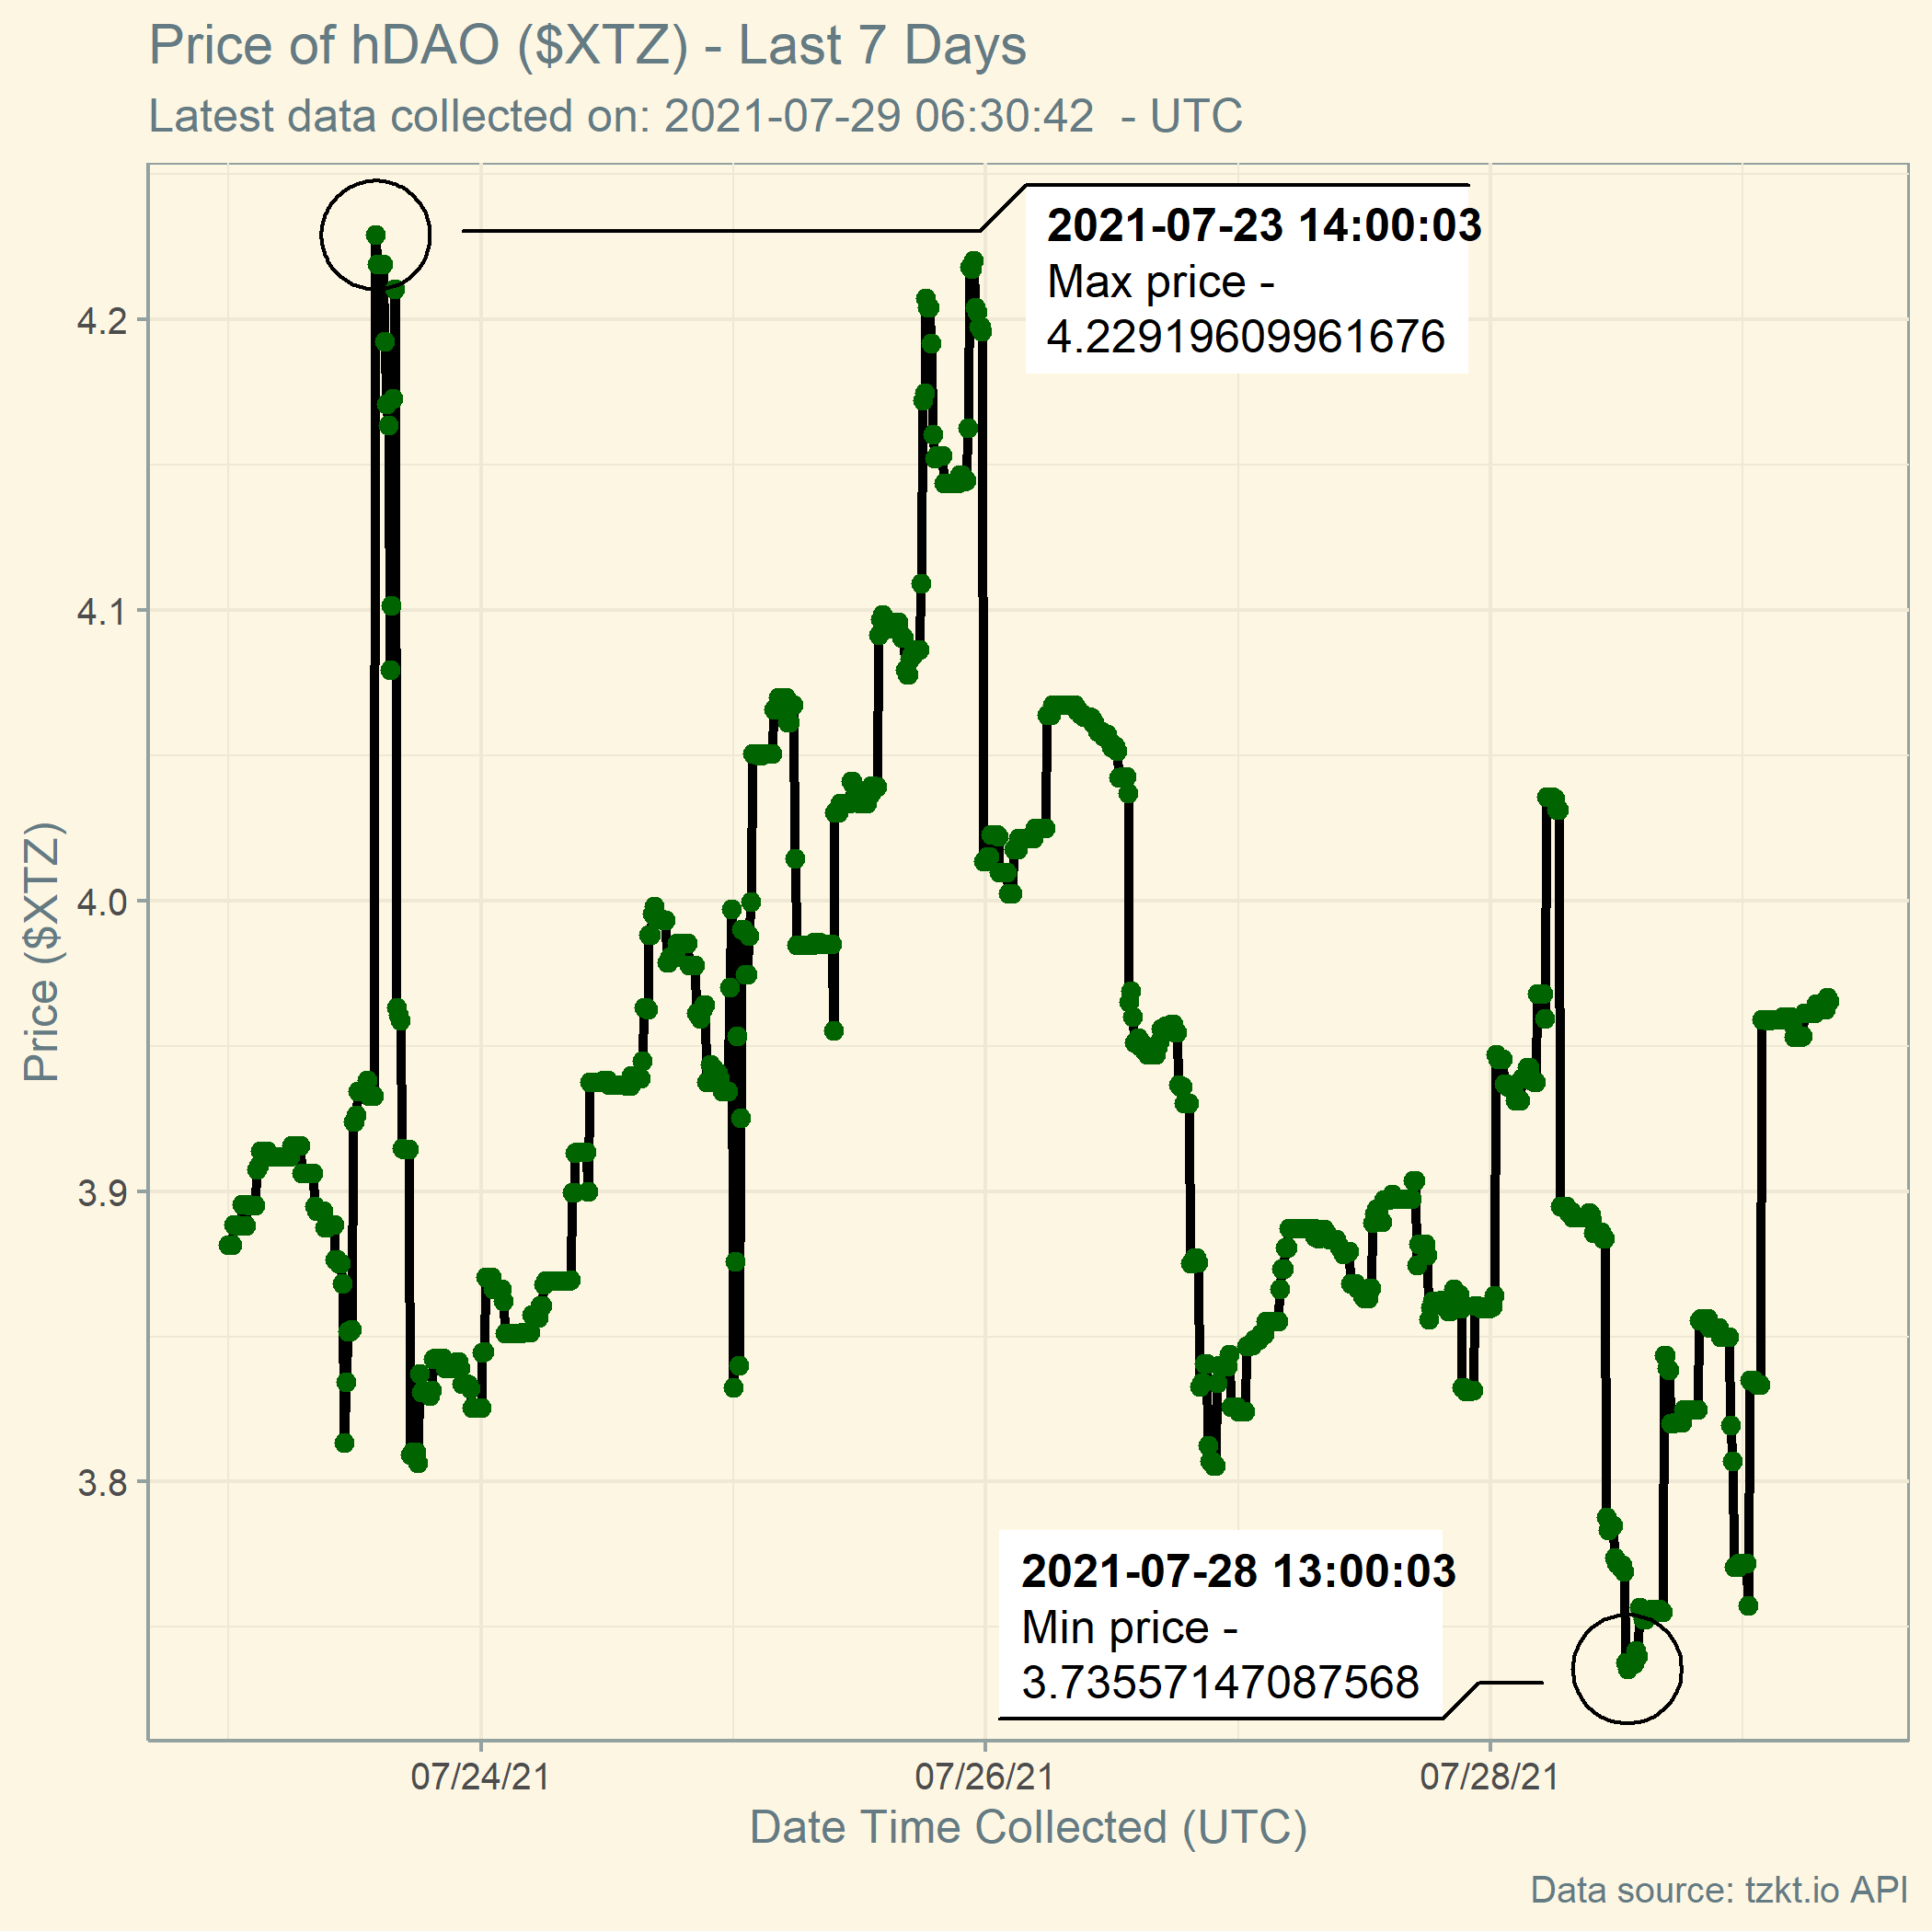 Price of hDAO ($XTZ) - Last 7 Days
Latest data collected on: 2021-07-29 06:30:42  - UTC
2021-07-23 14:00:03
Max price -
4.22919609961676
4.2
4.1
4.0
3.9
3.8
Price ($XTZ)
2021-07-28 13:00:03
Min price -
3.73557147087568
07/24/21
07/26/21
07/28/21
Date Time Collected (UTC)
Data source: tzkt.io API